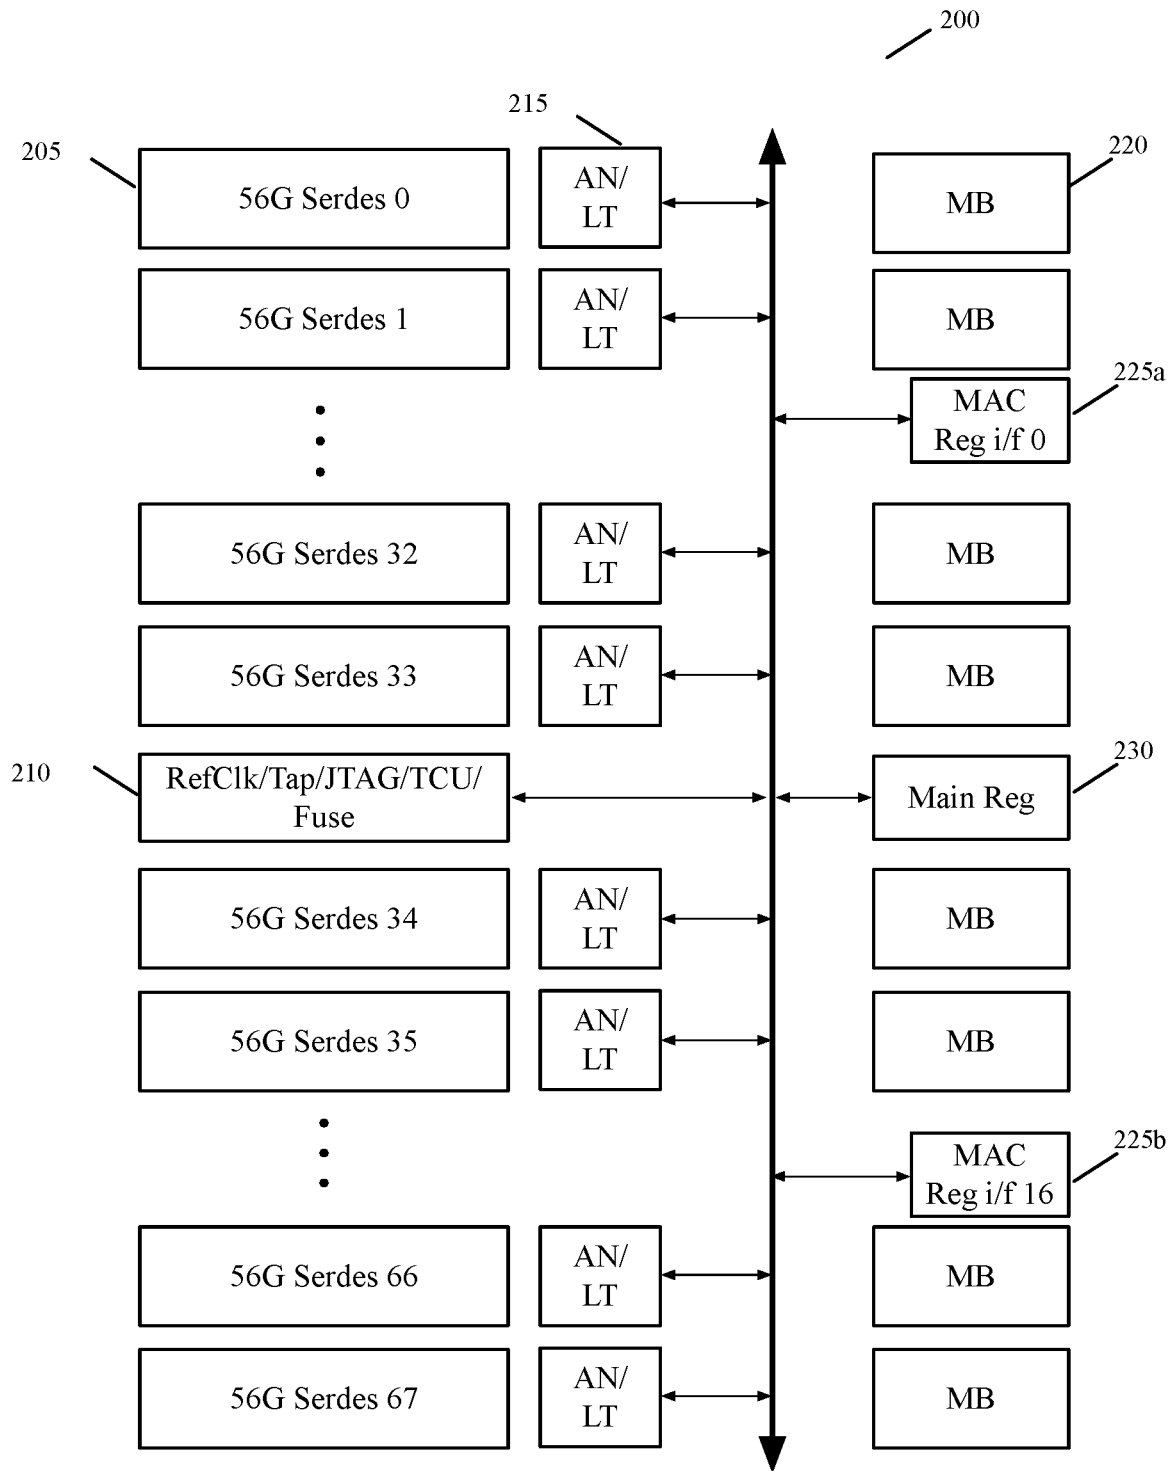 200
215
205
220
56G Serdes 0
AN/
LT
MB
56G Serdes 1
AN/
LT
MB
225a
MAC
Reg i/f 0
56G Serdes 32
AN/
LT
MB
56G Serdes 33
AN/
LT
MB
210
230
RefClk/Tap/JTAG/TCU/
Fuse
Main Reg
56G Serdes 34
AN/
LT
MB
56G Serdes 35
AN/
LT
MB
225b
MAC
Reg i/f 16
56G Serdes 66
AN/
LT
MB
56G Serdes 67
AN/
LT
MB